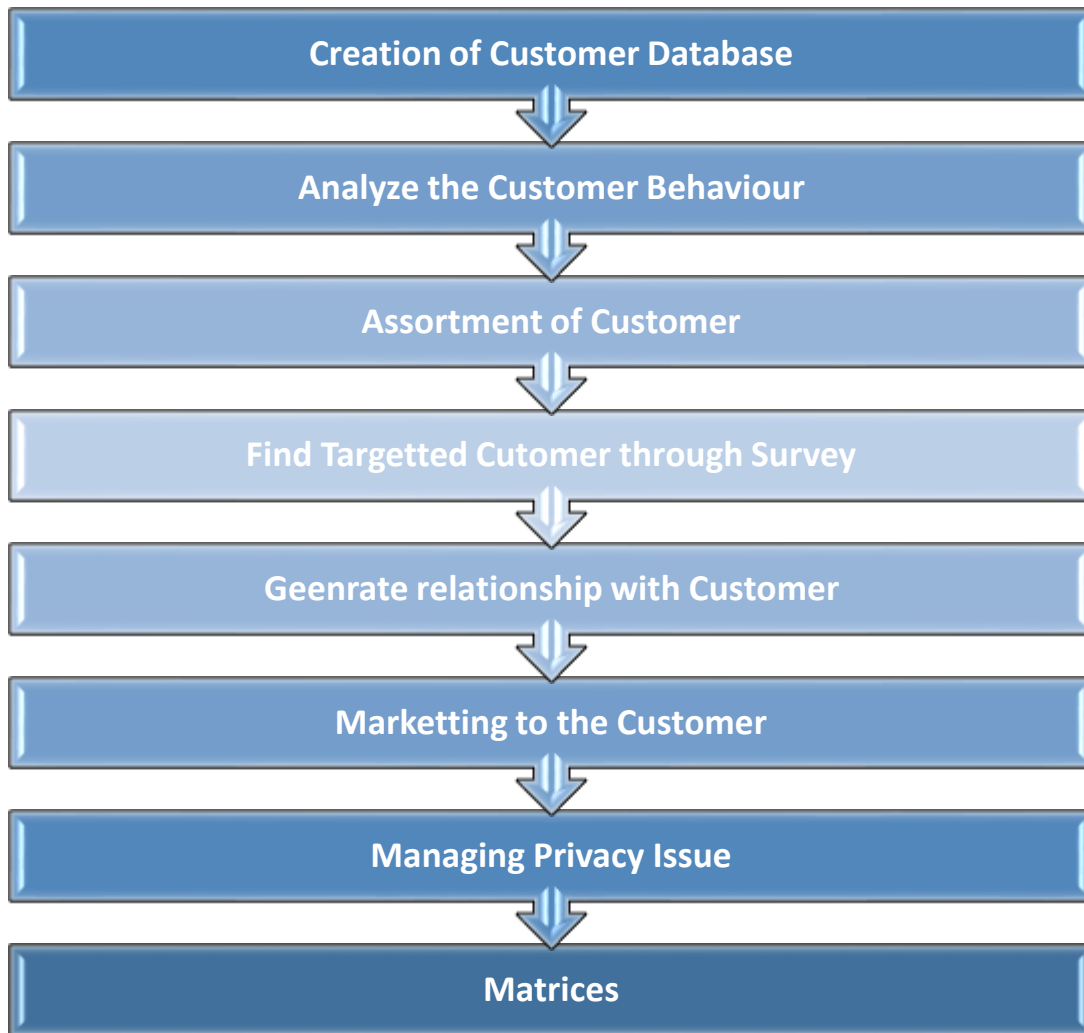 Creation of Customer Database
Analyze the Customer Behaviour
Assortment of Customer
Find Targetted Cutomer through Survey
Geenrate relationship with Customer
Marketting to the Customer
Managing Privacy Issue
Matrices